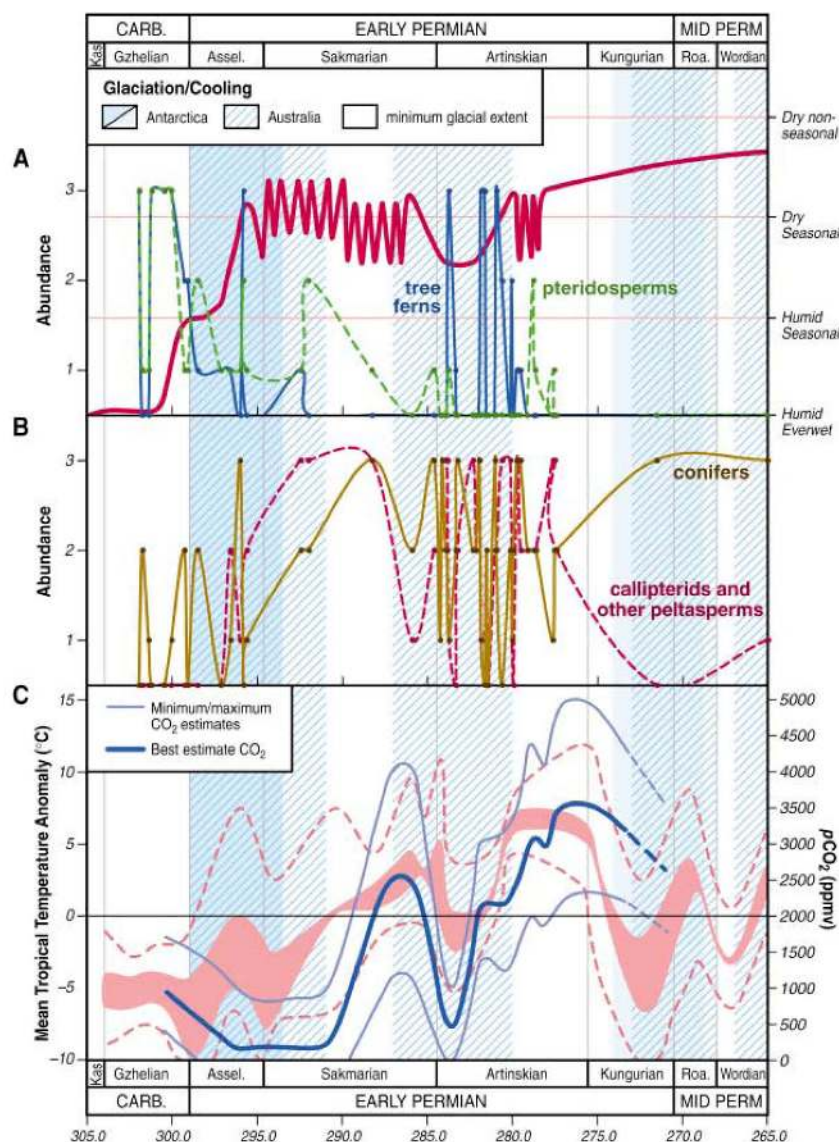 CARB. EARLY PERMIAN MID PERM
Kas Gzhelian Assel. Sakmarian Artinskian Kungurian Roa. Wordian
Glaciation/Cooling
Antarctica Australia minimum glacial extent
Dry non-
seasonal
A
3
Dry
Seasonal
Abundance
2
tree
ferns
pteridosperms
Humid
Seasonal
1
Humid
Everwet
B
3
conifers
Abundance
2
callipterids and
other peltasperms
1
C
15 5000
Minimum/maximum
CO2 estimates
4500
Best estimate CO2
10 4000
3500
5 3000
2500
Mean Tropical Temperature Anomaly (°C)
0 2000
pCO2 (ppmv)
1500
-5 1000
500
-10 0
Kas Gzhelian Assel. Sakmarian Artinskian Kungurian Roa. Wordian
CARB. EARLY PERMIAN MID PERM
305.0 300.0 295.0 290.0 285.0 280.0 275.0 270.0 265.0